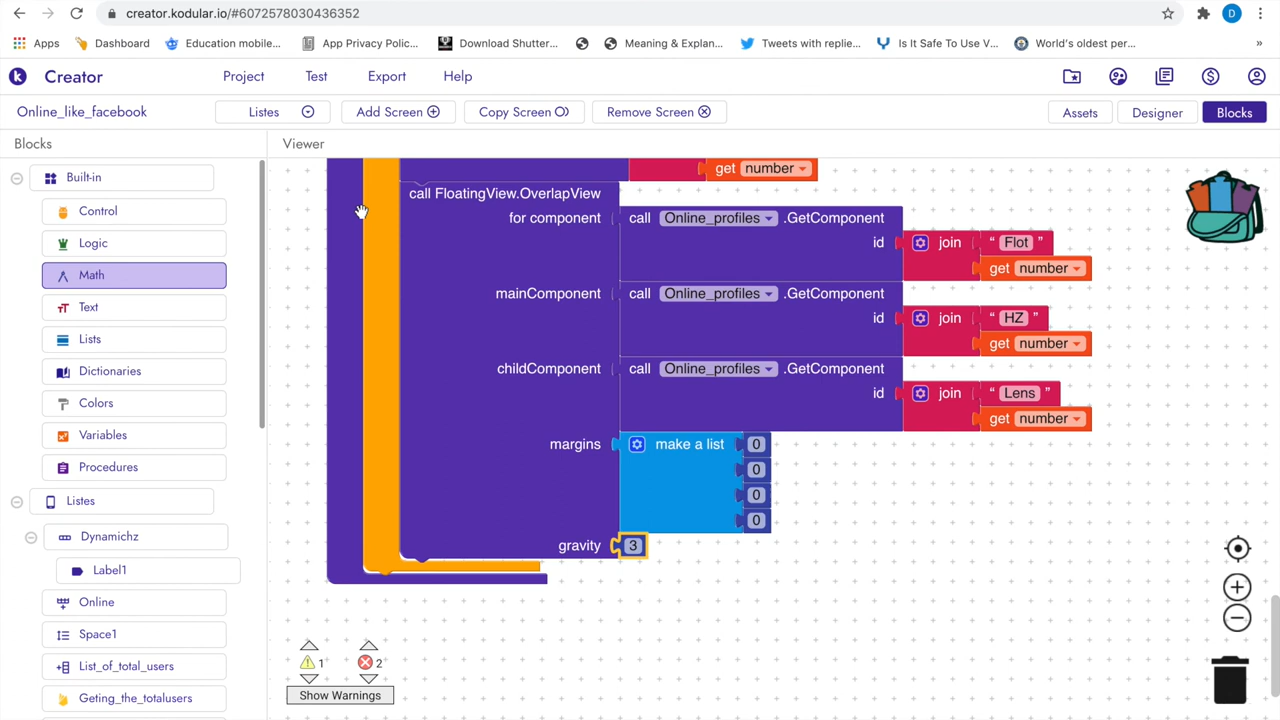 creator.kodular.io/#6072578030436352
D
Apps
Dashboard
Education mobile...
App Privacy Polic...
Download Shutter...
Meaning & Explan...
Tweets with replie...
Is It Safe To Use V...
World's oldest per...
»
Creator
Project
Test
Export
Help
Online_like_facebook
Listes
Add Screen
Copy Screen
Remove Screen
Assets
Designer
Blocks
Blocks
Viewer
Built-in
Control
Logic
Math
Text
Lists
Dictionaries
Colors
Variables
Procedures
Listes
Dynamichz
Label1
Online
Space1
List_of_total_users
Geting_the_totalusers
get number
call FloatingView.OverlapView
for component call Online_profiles .GetComponent
id join “ Flot ”
get number
mainComponent call Online_profiles .GetComponent
id join “ HZ ”
get number
childComponent call Online_profiles .GetComponent
id join “ Lens ”
get number
margins make a list 0
0
0
0
gravity 3
1 2
Show Warnings